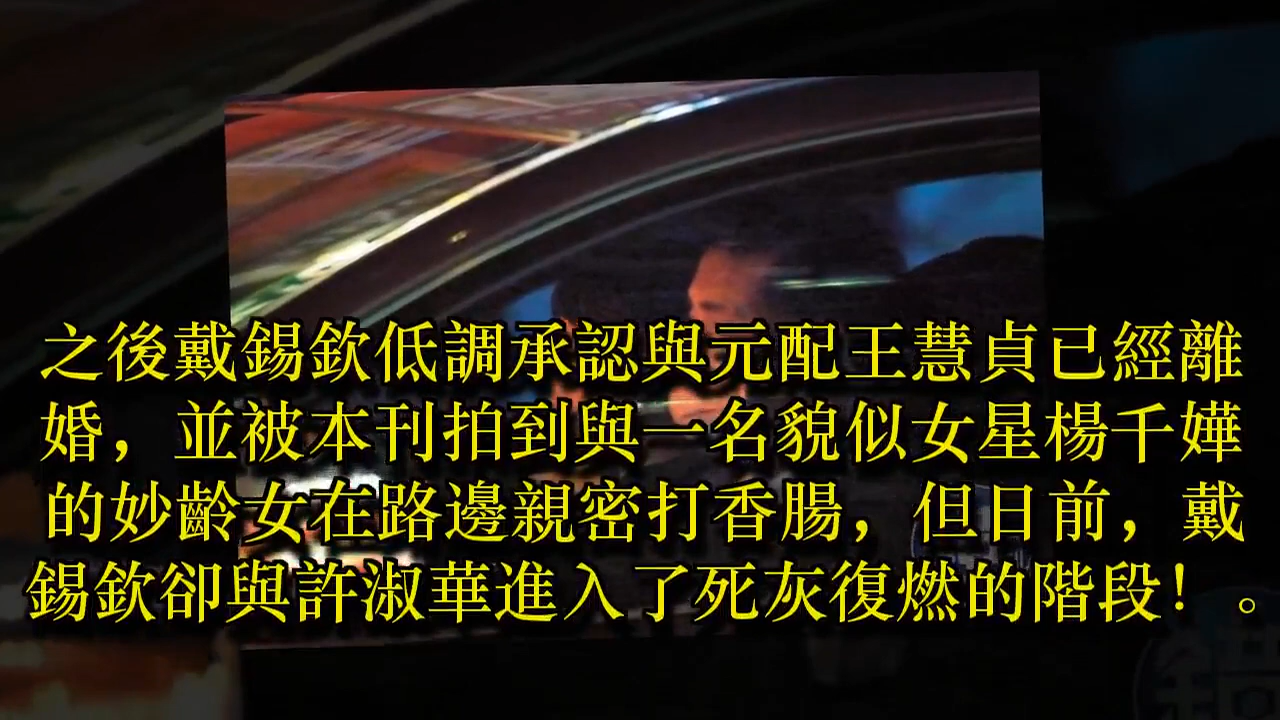 之後戴錫欽低調承認與元配王慧貞已經離
婚，並被本刊拍到與一名貌似女星楊千嬅
的妙齡女在路邊親密打香腸，但日前，戴
錫欽卻與許淑華進入了死灰復燃的階段！。